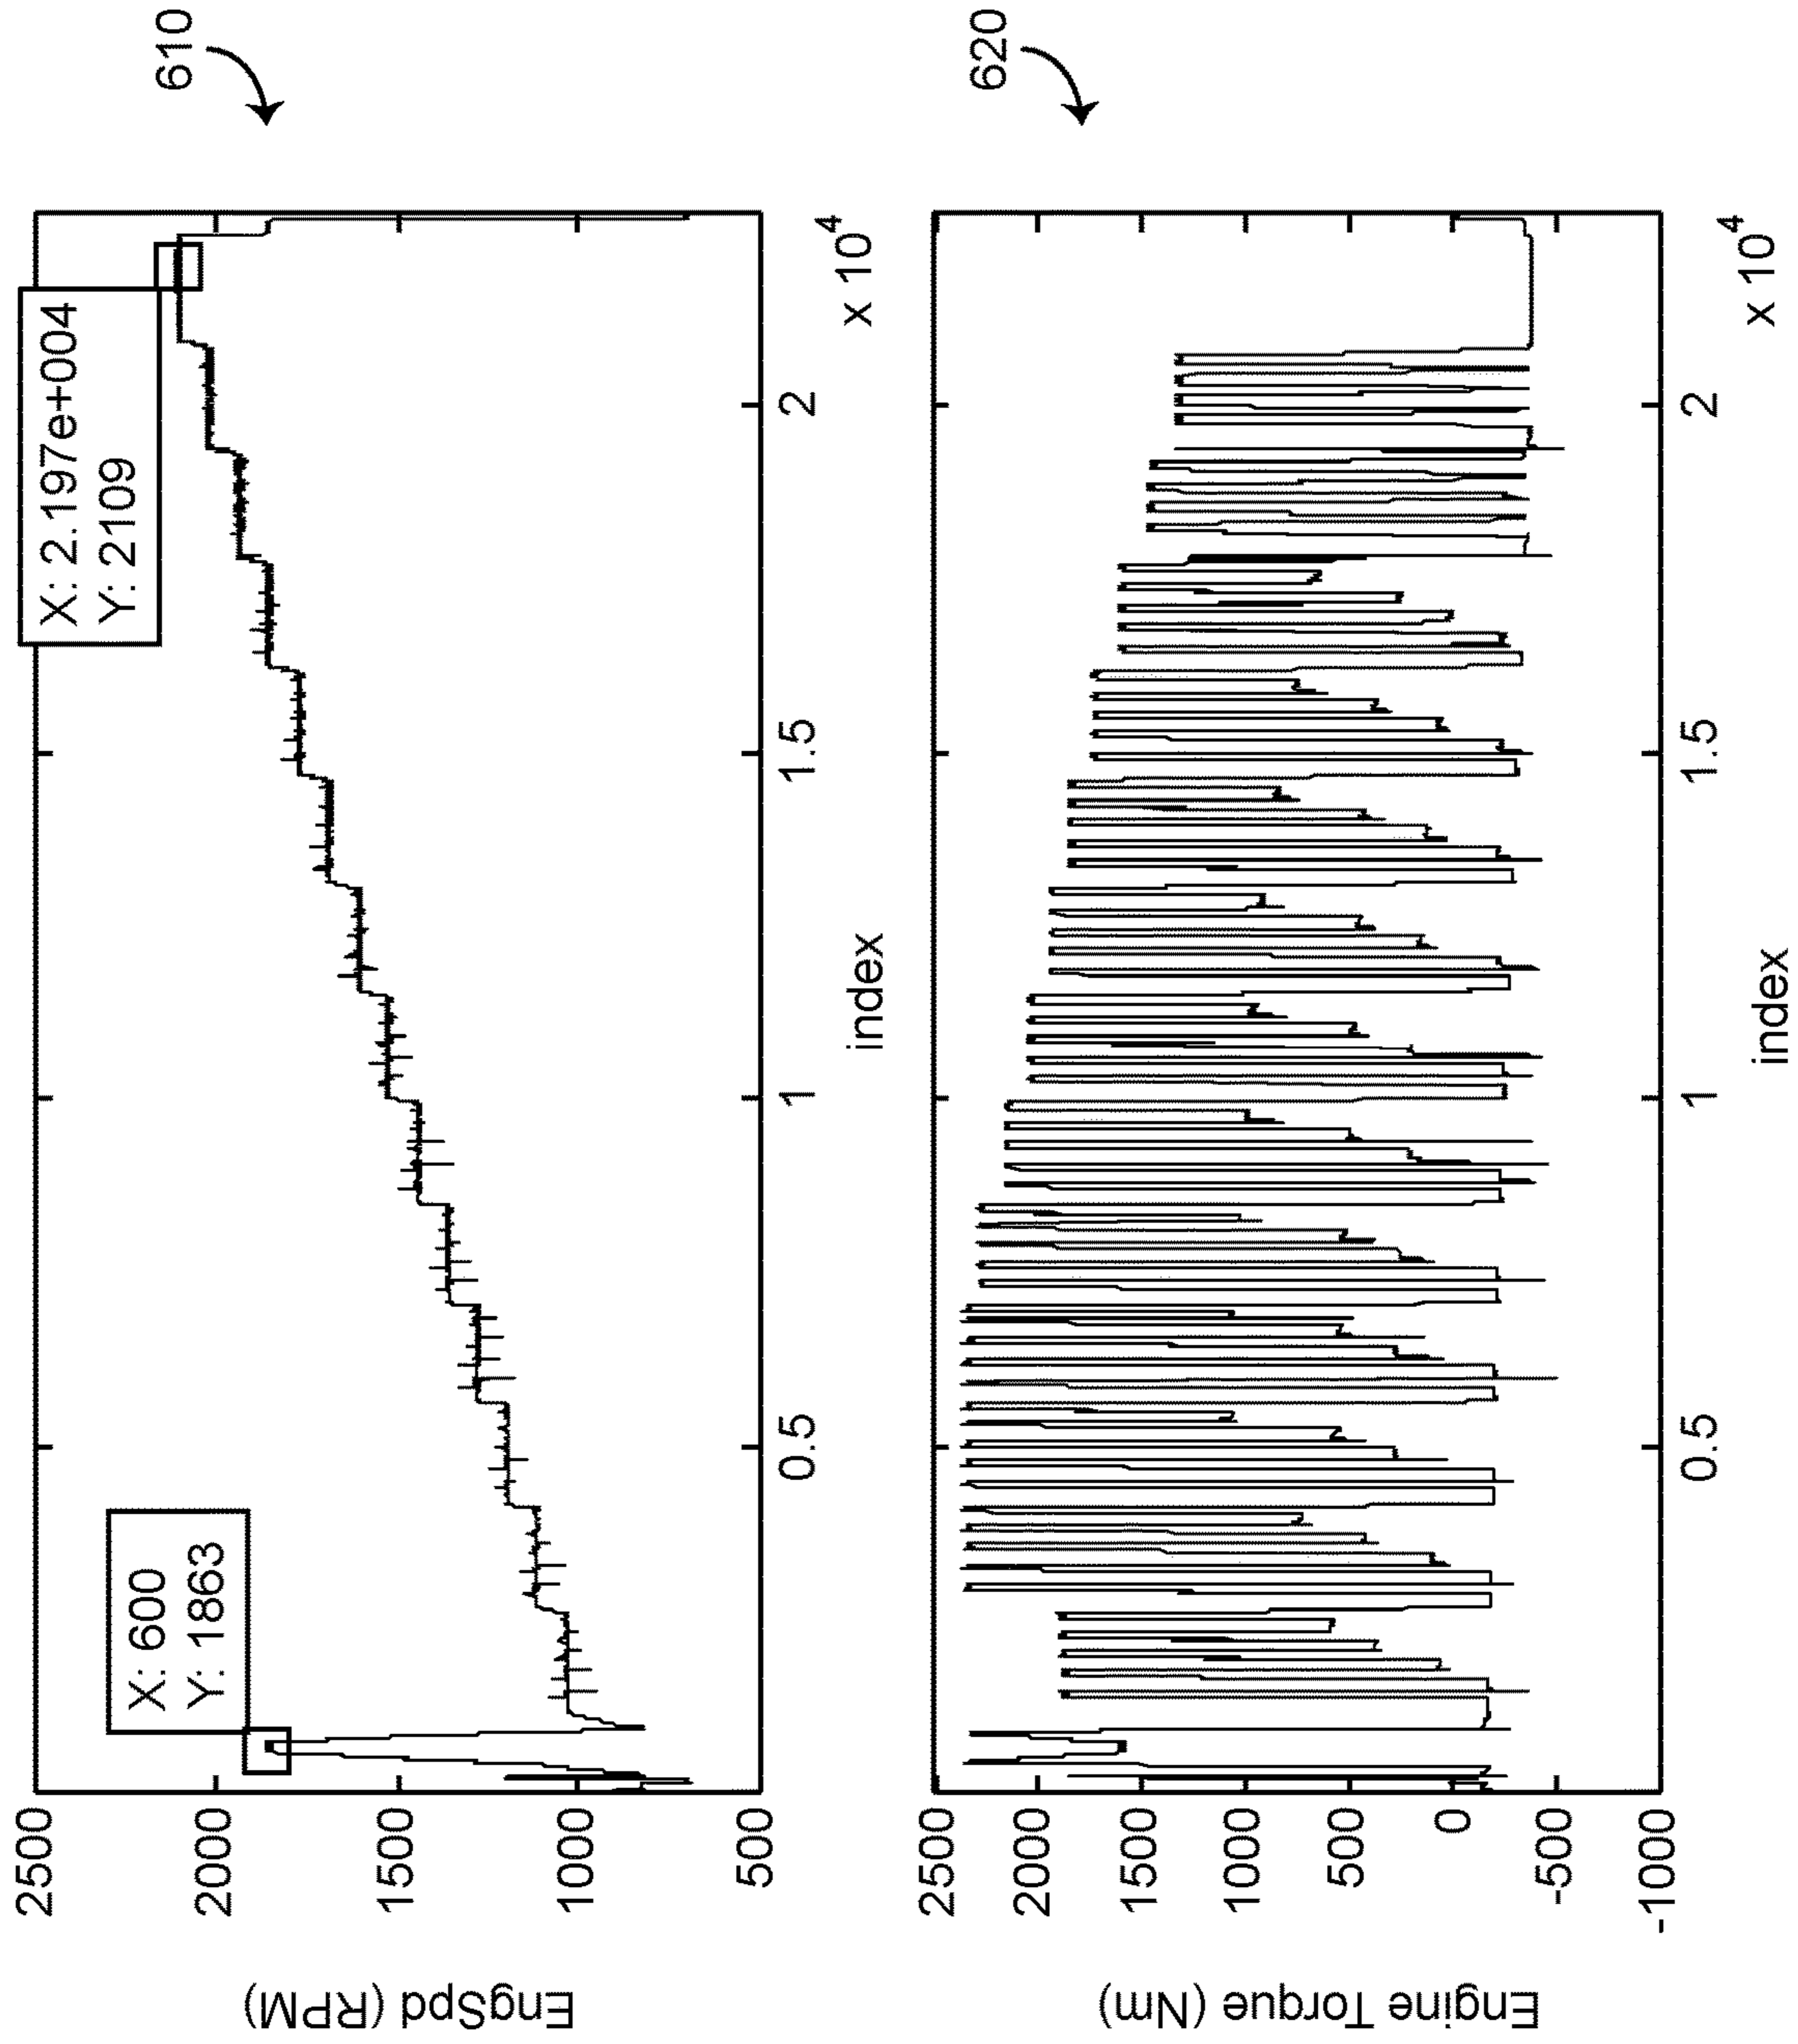 610
X: 600
Y: 1863
X: 2.197e+004
Y: 2109
EngSpd (RPM)
2500
2000
1500
1000
500
0.5
1
1.5
2
x 10
4
index
620
Engine Torque (Nm)
2500
2000
1500
1000
500
0
-500
-1000
0.5
1
1.5
2
x 10
4
index